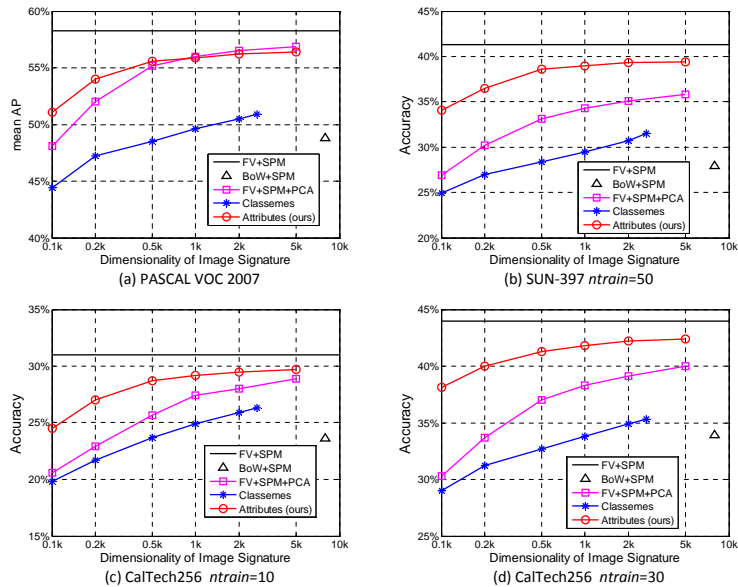 60%
55%
50%
45%
40%
mean AP
0.1k 0.2k 0.5k 1k 2k 5k 10k
Dimensionality of Image Signature
FV+SPM
BoW+SPM
FV+SPM+PCA
Classemes
Attributes (ours)
(a) PASCAL VOC 2007
45%
40%
35%
30%
25%
20%
Accuracy
0.1k 0.2k 0.5k 1k 2k 5k 10k
Dimensionality of Image Signature
FV+SPM
BoW+SPM
FV+SPM+PCA
Classemes
Attributes (ours)
(b) SUN-397 ntrain=50
35%
30%
25%
20%
15%
Accuracy
0.1k 0.2k 0.5k 1k 2k 5k 10k
Dimensionality of Image Signature
FV+SPM
BoW+SPM
FV+SPM+PCA
Classemes
Attributes (ours)
(c) CalTech256 ntrain=10
45%
40%
35%
30%
25%
Accuracy
0.1k 0.2k 0.5k 1k 2k 5k 10k
Dimensionality of Image Signature
FV+SPM
BoW+SPM
FV+SPM+PCA
Classemes
Attributes (ours)
(d) CalTech256 ntrain=30